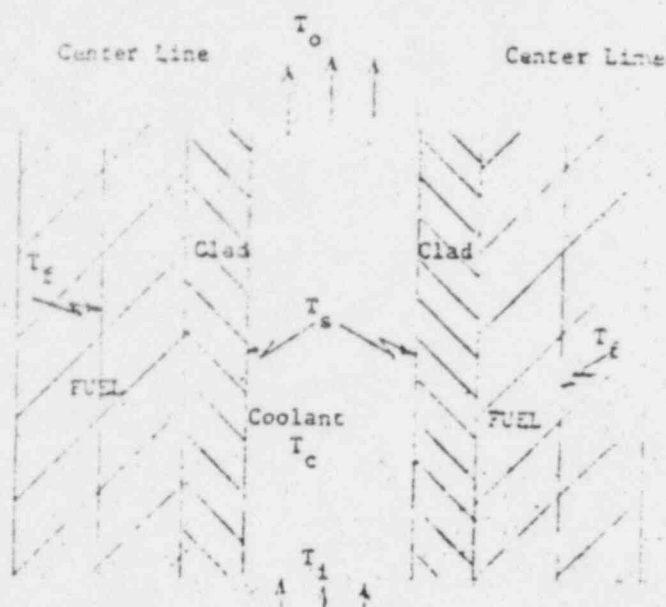 T_o
Center Line Center Line
Clad Clad
T_f
T_s
T_f
FUEL
Coolant FUEL
T_c
T_i